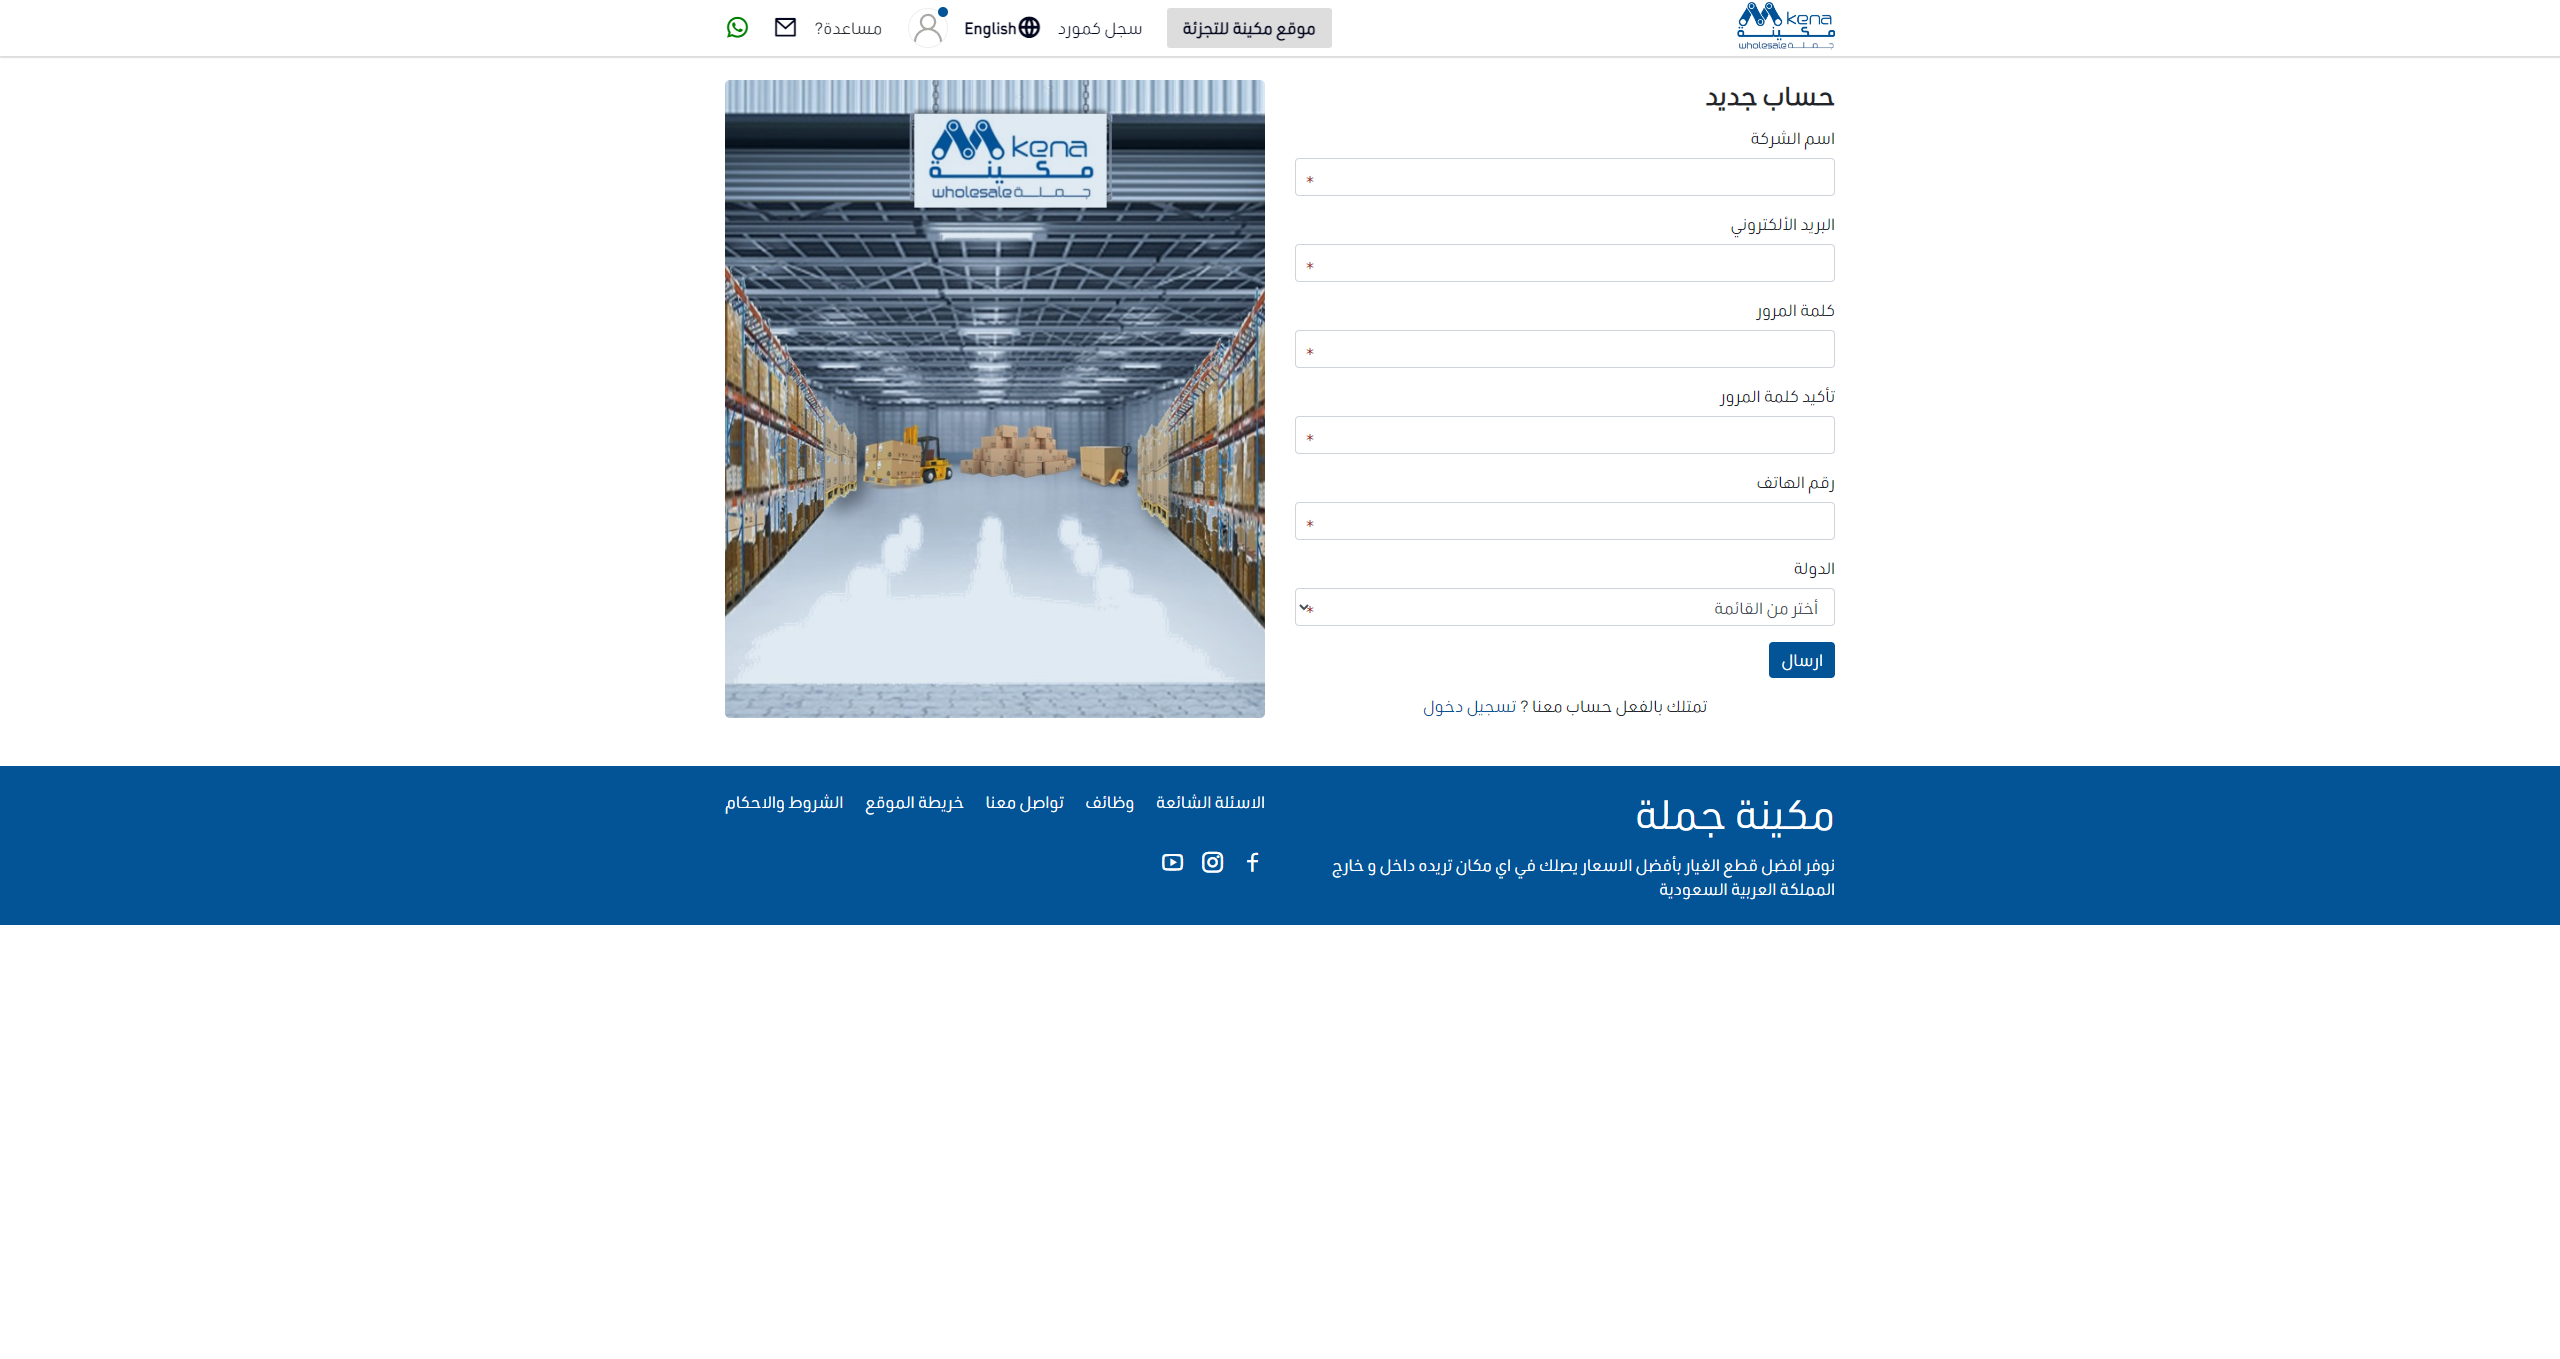 kena
مكينة
wholesale جملة
موقع مكينة للتجزئة
سجل كمورد
English
مساعدة?
حساب جديد
اسم الشركة
*
البريد الألكتروني
*
كلمة المرور
*
تأكيد كلمة المرور
*
رقم الهاتف
*
الدولة
أختر من القائمة
*
ارسال
تمتلك بالفعل حساب معنا ? تسجيل دخول
kena
مكينة
wholesale جملة
مكينة جملة
نوفر افضل قطع الغيار بأفضل الاسعار يصلك في اي مكان تريده داخل و خارج
المملكة العربية السعودية
الاسئلة الشائعة
وظائف
تواصل معنا
خريطة الموقع
الشروط والاحكام